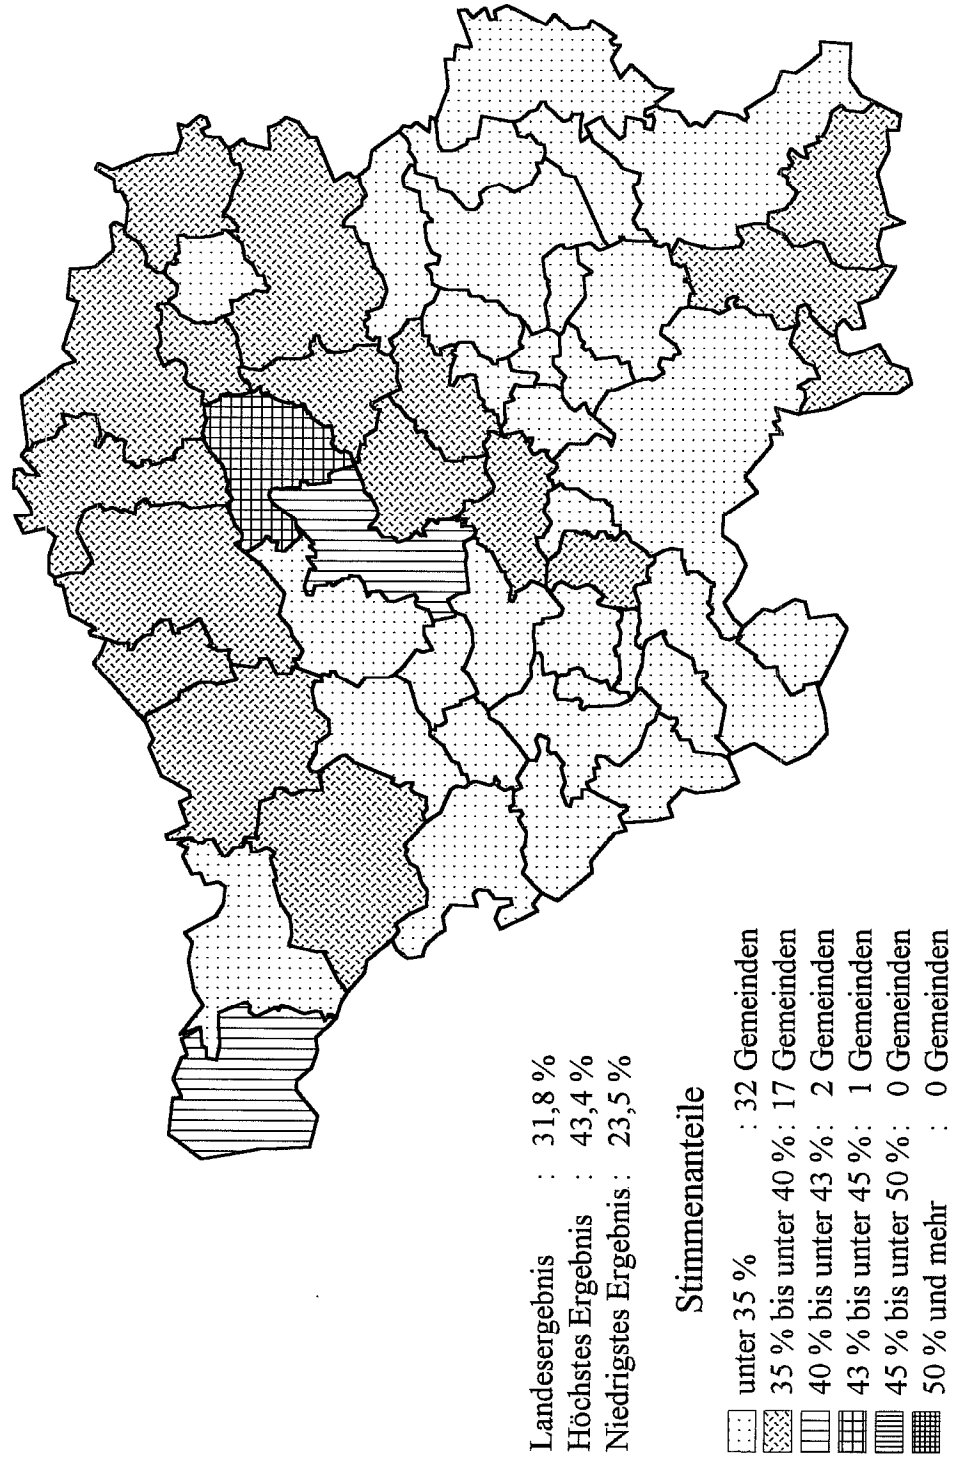 Landesergebnis : 31,8 %
Höchstes Ergebnis : 43,4 %
Niedrigstes Ergebnis : 23,5 %
Stimmenanteile
unter 35 % : 32 Gemeinden
35 % bis unter 40 % : 17 Gemeinden
40 % bis unter 43 % : 2 Gemeinden
43 % bis unter 45 % : 1 Gemeinden
45 % bis unter 50 % : 0 Gemeinden
50 % und mehr : 0 Gemeinden